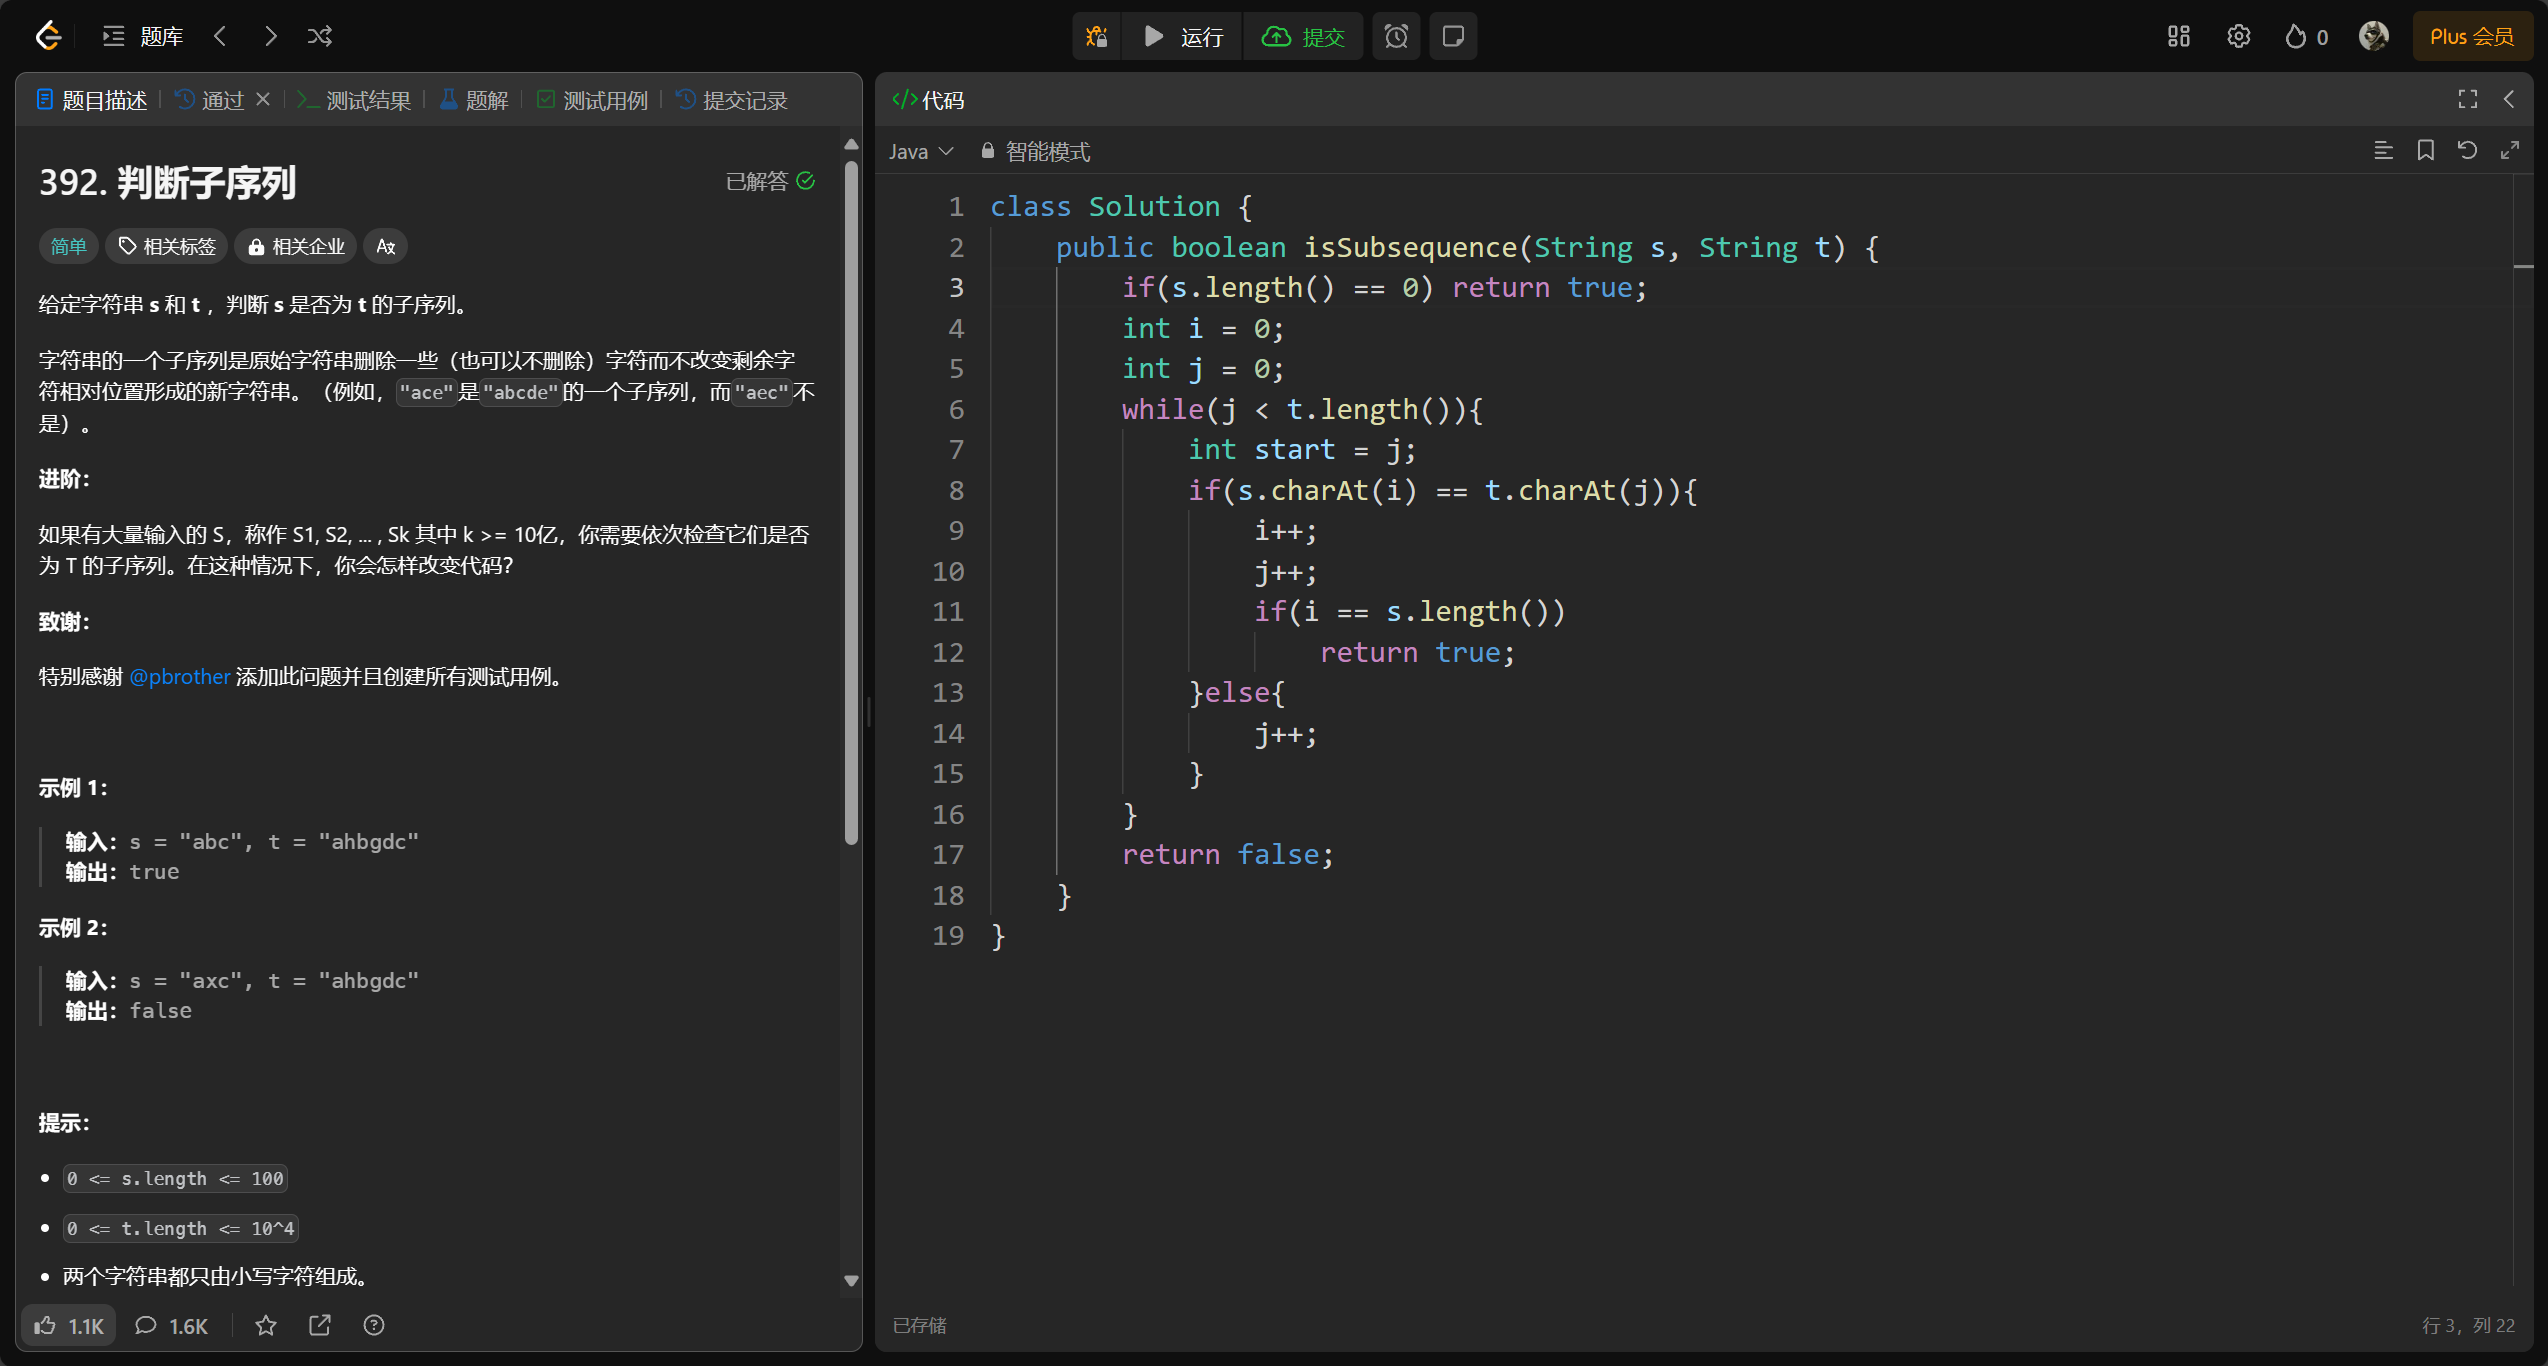 题库
运行
提交
0
Plus 会员
题目描述
通过
测试结果
题解
测试用例
提交记录
392. 判断子序列
已解答
简单
相关标签
相关企业
给定字符串 s 和 t ，判断 s 是否为 t 的子序列。
字符串的一个子序列是原始字符串删除一些（也可以不删除）字符而不改变剩余字
符相对位置形成的新字符串。（例如，"ace"是"abcde"的一个子序列，而"aec"不
是）。
进阶：
如果有大量输入的 S，称作 S1, S2, ... , Sk 其中 k >= 10亿，你需要依次检查它们是否
为 T 的子序列。在这种情况下，你会怎样改变代码？
致谢：
特别感谢 @pbrother 添加此问题并且创建所有测试用例。
示例 1：
输入：s = "abc", t = "ahbgdc"
输出：true
示例 2：
输入：s = "axc", t = "ahbgdc"
输出：false
提示：
0 <= s.length <= 100
0 <= t.length <= 10^4
两个字符串都只由小写字符组成。
1.1K
1.6K
</> 代码
Java
智能模式
1 class Solution {
2     public boolean isSubsequence(String s, String t) {
3         if(s.length() == 0) return true;
4         int i = 0;
5         int j = 0;
6         while(j < t.length()){
7             int start = j;
8             if(s.charAt(i) == t.charAt(j)){
9                 i++;
10                 j++;
11                 if(i == s.length())
12                     return true;
13             }else{
14                 j++;
15             }
16         }
17         return false;
18     }
19 }
已存储
行 3，列 22